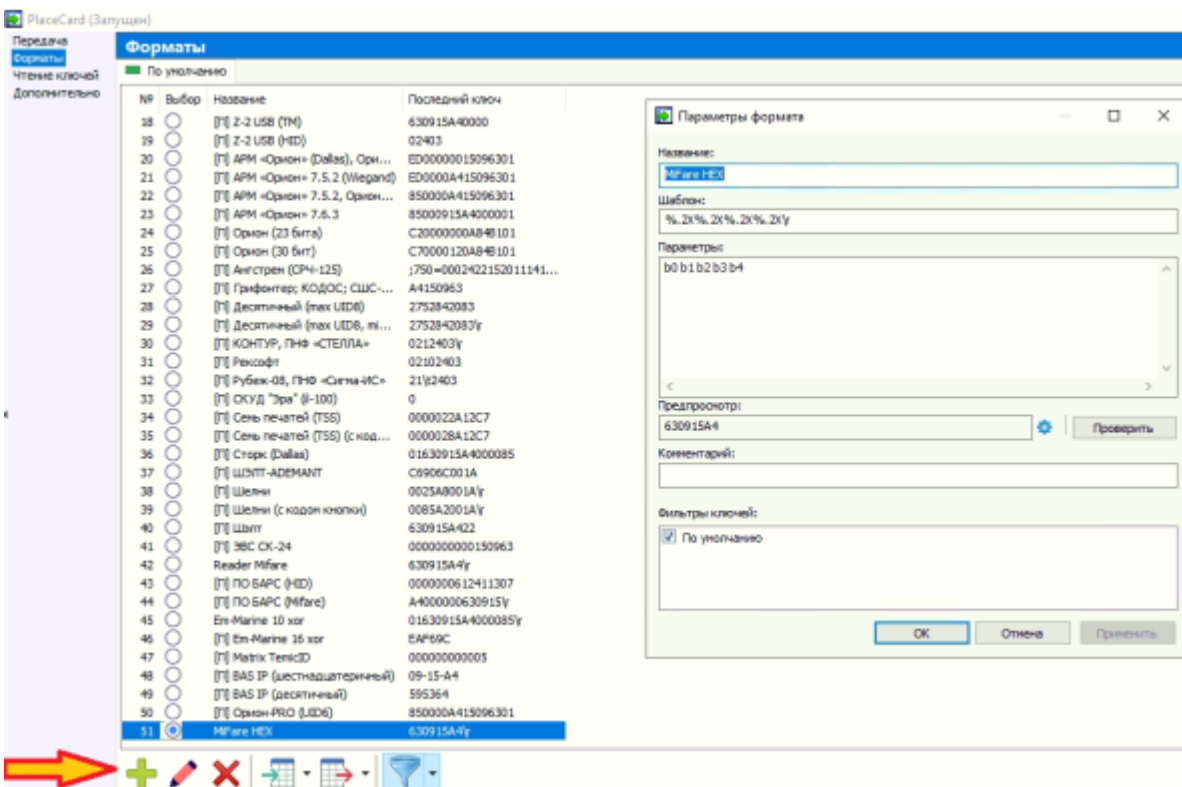 PlaceCard (Запущен)
Передача
Форматы
Чтение ключей
Дополнительно
Форматы
По умолчанию
№ Выбор Название Последний ключ
18 [П] Z-2 USB (TM) 630915A40000
19 [П] Z-2 USB (HID) 02403
20 [П] АРМ «Орион» (Dallas), Ори... ED00000015096301
21 [П] АРМ «Орион» 7.5.2 (Wiegand) ED0000A415096301
22 [П] АРМ «Орион» 7.5.2, Орион... 850000A415096301
23 [П] АРМ «Орион» 7.6.3 85000915A4000001
24 [П] Орион (23 бита) C20000000A84B101
25 [П] Орион (30 бит) C70000120A84B101
26 [П] Ангстрем (СРЧ-125) ;750=0002422152011141...
27 [П] Грифонтер; КОДОС; СШС-... A4150963
28 [П] Десятичный (max UID8) 2752842083
29 [П] Десятичный (max UID8, mi... 2752842083\r
30 [П] КОНТУР, ПНФ «СТЕЛЛА» 0212403\r
31 [П] Рексофт 02102403
32 [П] Рубеж-08, ПНФ «Сигма-ИС» 21\t2403
33 [П] СКУД "Эра" (il-100) 0
34 [П] Семь печатей (TSS) 0000022A12C7
35 [П] Семь печатей (TSS) (с код... 0000028A12C7
36 [П] Сторк (Dallas) 01630915A4000085
37 [П] ШЭЛТ-ADEMANT C6906C001A
38 [П] Шелни 0025A8001A\r
39 [П] Шелни (с кодом кнопки) 0085A2001A\r
40 [П] Шэлт 630915A422
41 [П] ЭВС СК-24 0000000000150963
42 Reader Mifare 630915A4\r
43 [П] ПО БАРС (HID) 0000000612411307
44 [П] ПО БАРС (Mifare) A4000000630915\r
45 Em-Marine 10 xor 01630915A4000085\r
46 [П] Em-Marine 16 xor EAF69C
47 [П] Matrix TemicID 000000000005
48 [П] BAS IP (шестнадцатеричный) 09-15-A4
49 [П] BAS IP (десятичный) 595364
50 [П] Орион-PRO (UID6) 850000A415096301
51 MiFare HEX 630915A4\r
Параметры формата
Название:
MiFare HEX
Шаблон:
%.2X%.2X%.2X%.2X\r
Параметры:
b0 b1 b2 b3 b4
Предпросмотр:
630915A4
Проверить
Комментарий:
Фильтры ключей:
По умолчанию
OK Отмена Применить